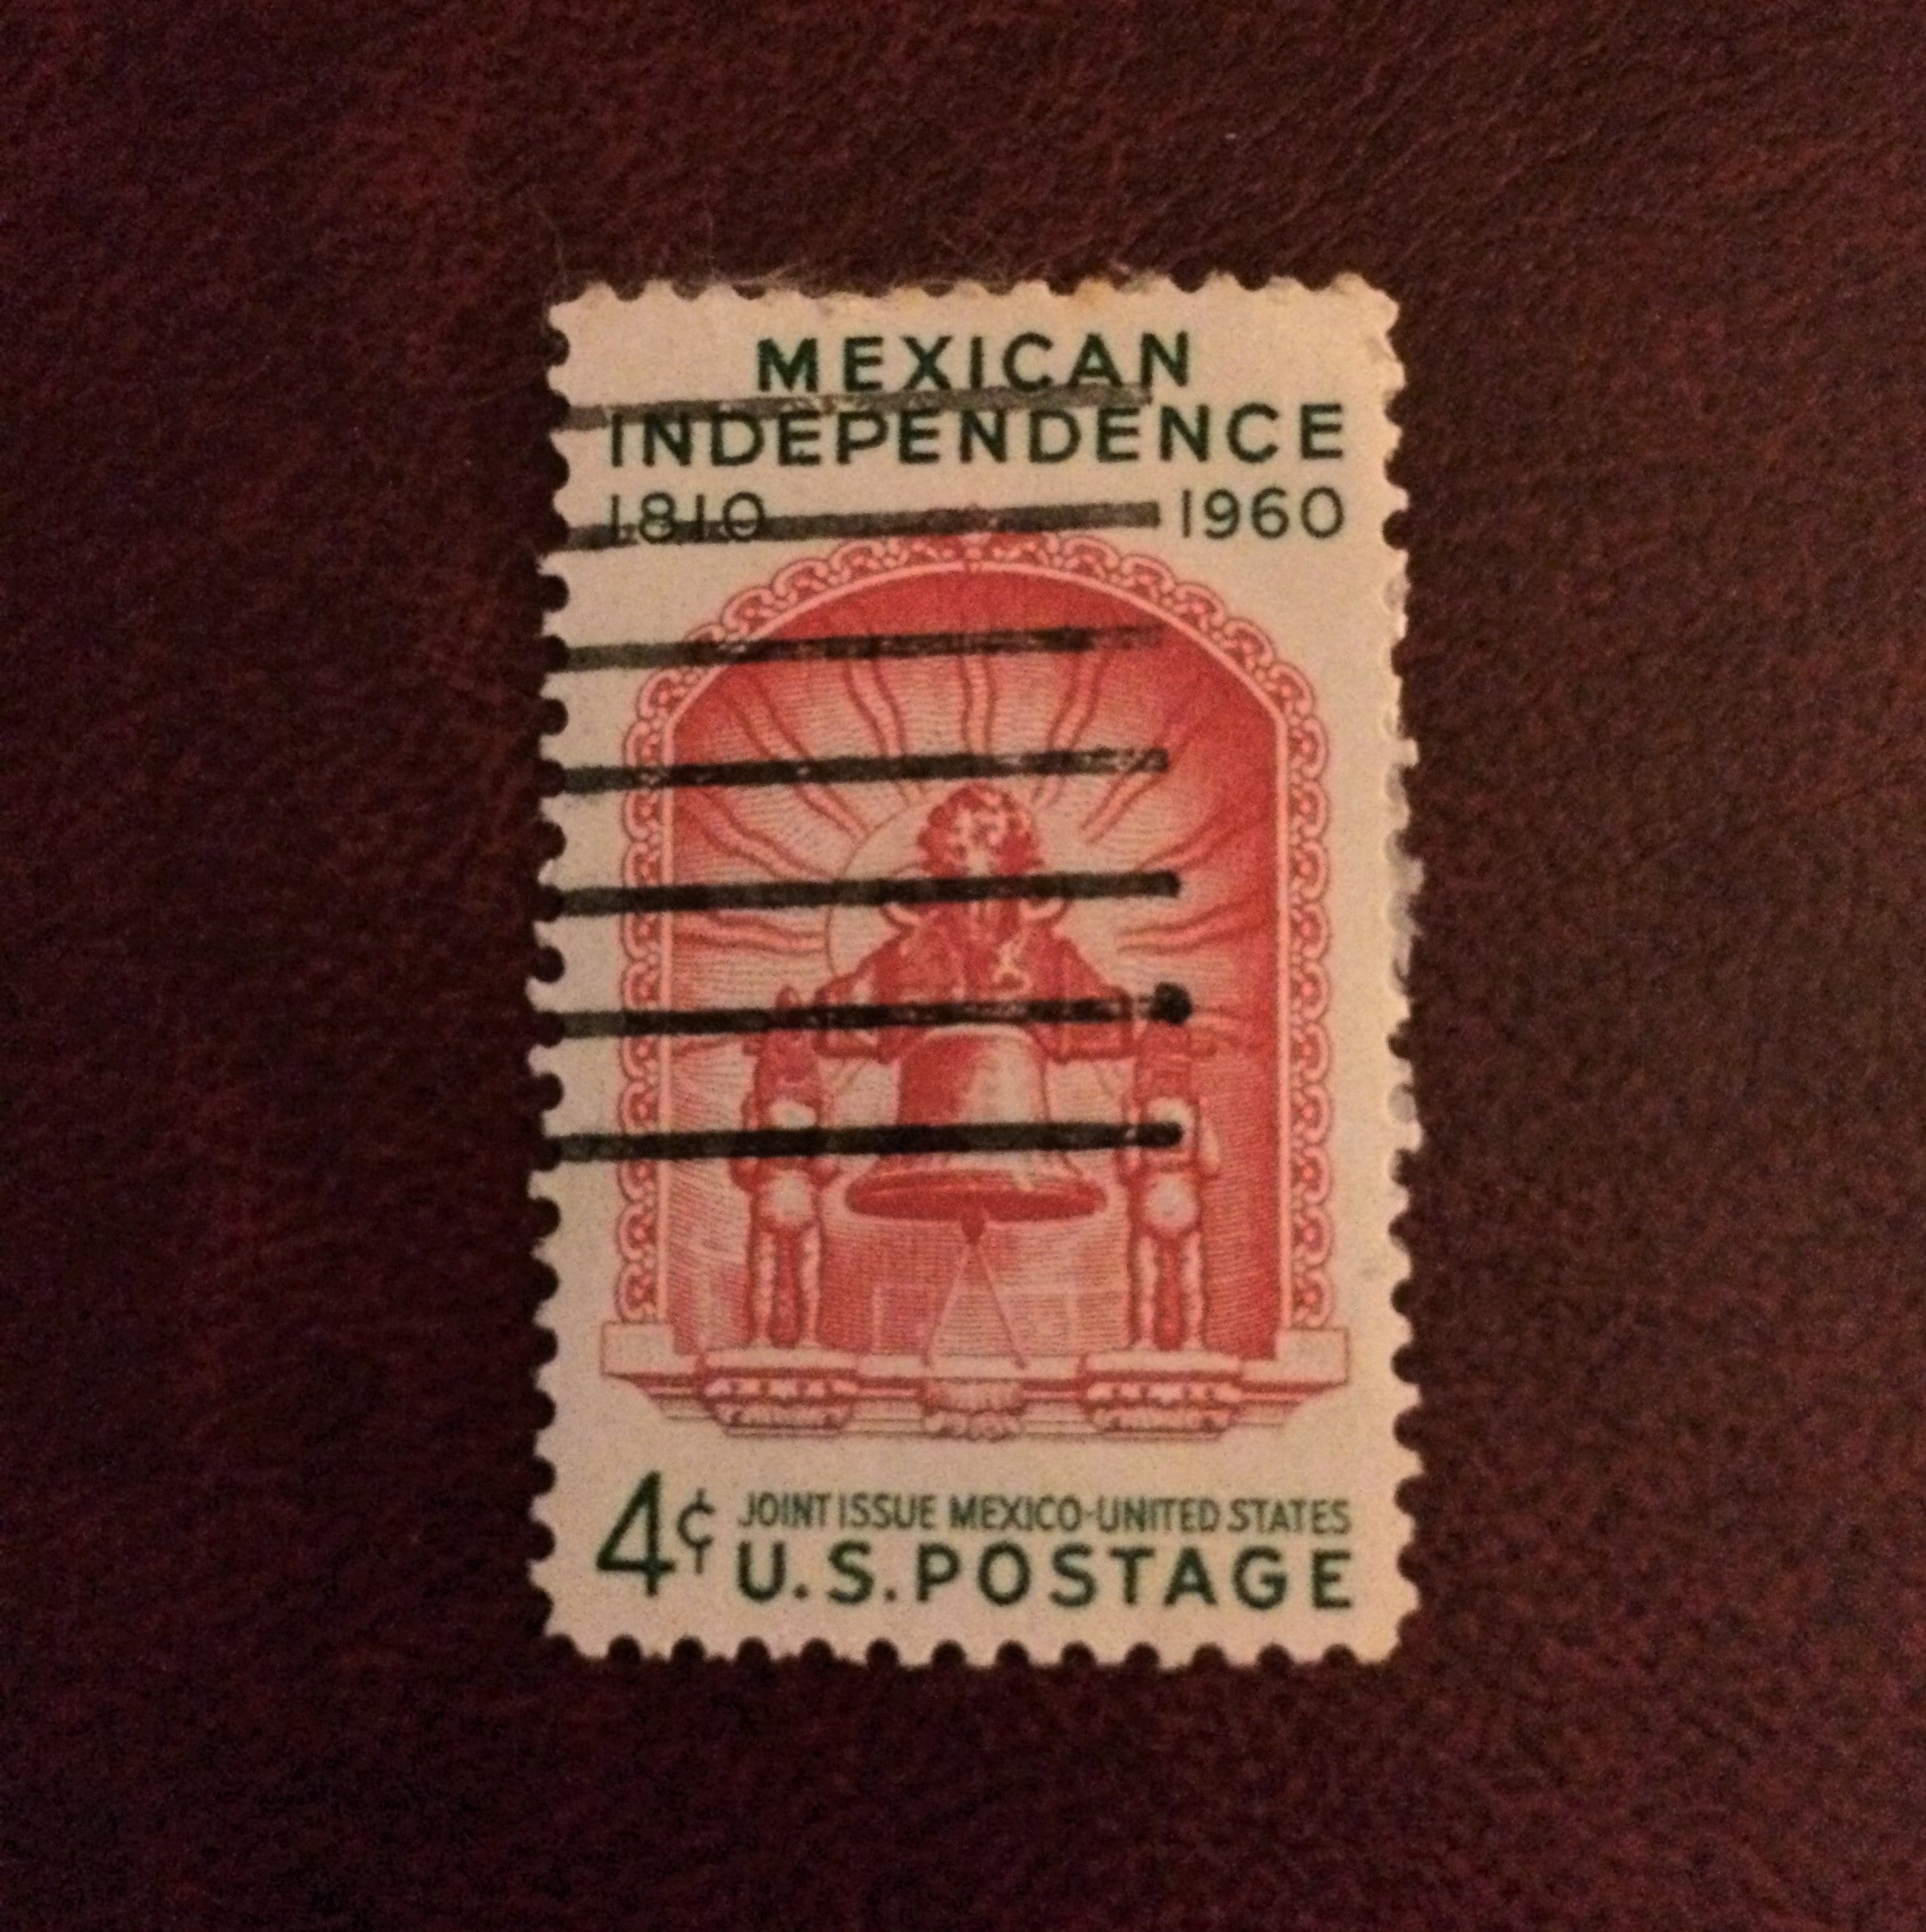 MEXICAN
INDEPENDENCE
1810 1960
4¢ JOINT ISSUE MEXICO-UNITED STATES
U.S. POSTAGE